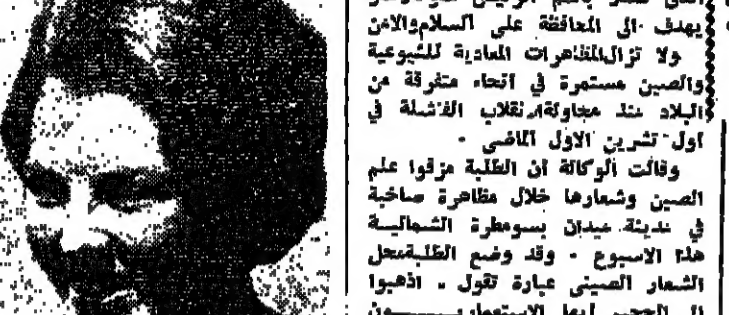 يهدف الى المحافظة على السلام والامن
ولا تزال المظاهرات المعادية للشيوعية
والصين مستمرة في انحاء متفرقة من
البلاد منذ محاولة انقلاب الفاشلة في
اول تشرين الاول الماضى .
وقالت الوكالة ان الطلبة مزقوا علم
الصين وشعارها خلال مظاهرة صاخبة
في مدينة ميدان بسومطرة الشمالية
هذا الاسبوع . وقد وضع الطلبة محل
الشعار الصينى عبارة تقول . اذهبوا